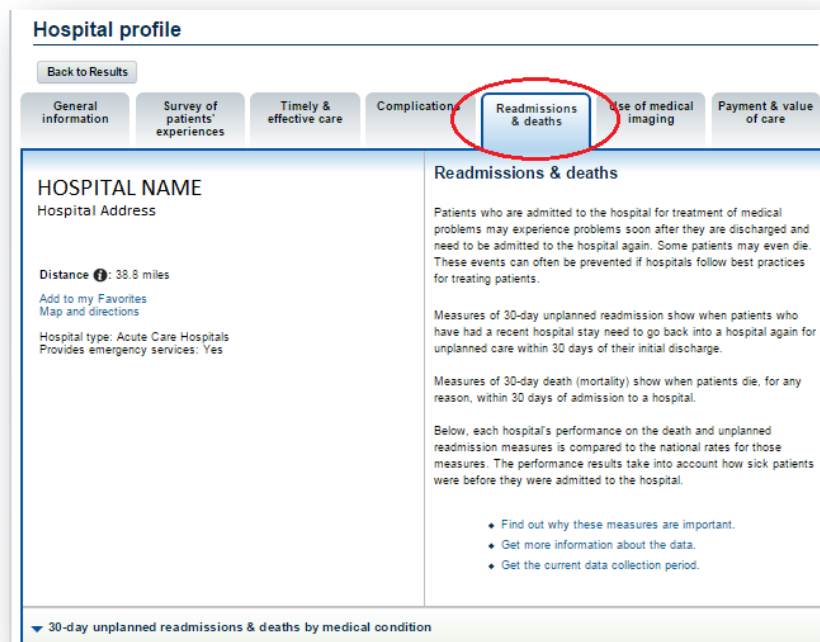 Hospital profile
Back to Results
General
information
Survey of
patients'
experiences
Timely &
effective care
Complications
Readmissions
& deaths
Use of medical
imaging
Payment & value
of care
HOSPITAL NAME
Hospital Address
Distance i: 38.8 miles
Add to my Favorites
Map and directions
Hospital type: Acute Care Hospitals
Provides emergency services: Yes
Readmissions & deaths
Patients who are admitted to the hospital for treatment of medical
problems may experience problems soon after they are discharged and
need to be admitted to the hospital again. Some patients may even die.
These events can often be prevented if hospitals follow best practices
for treating patients.
Measures of 30-day unplanned readmission show when patients who
have had a recent hospital stay need to go back into a hospital again for
unplanned care within 30 days of their initial discharge.
Measures of 30-day death (mortality) show when patients die, for any
reason, within 30 days of admission to a hospital.
Below, each hospital's performance on the death and unplanned
readmission measures is compared to the national rates for those
measures. The performance results take into account how sick patients
were before they were admitted to the hospital.
Find out why these measures are important.
Get more information about the data.
Get the current data collection period.
30-day unplanned readmissions & deaths by medical condition